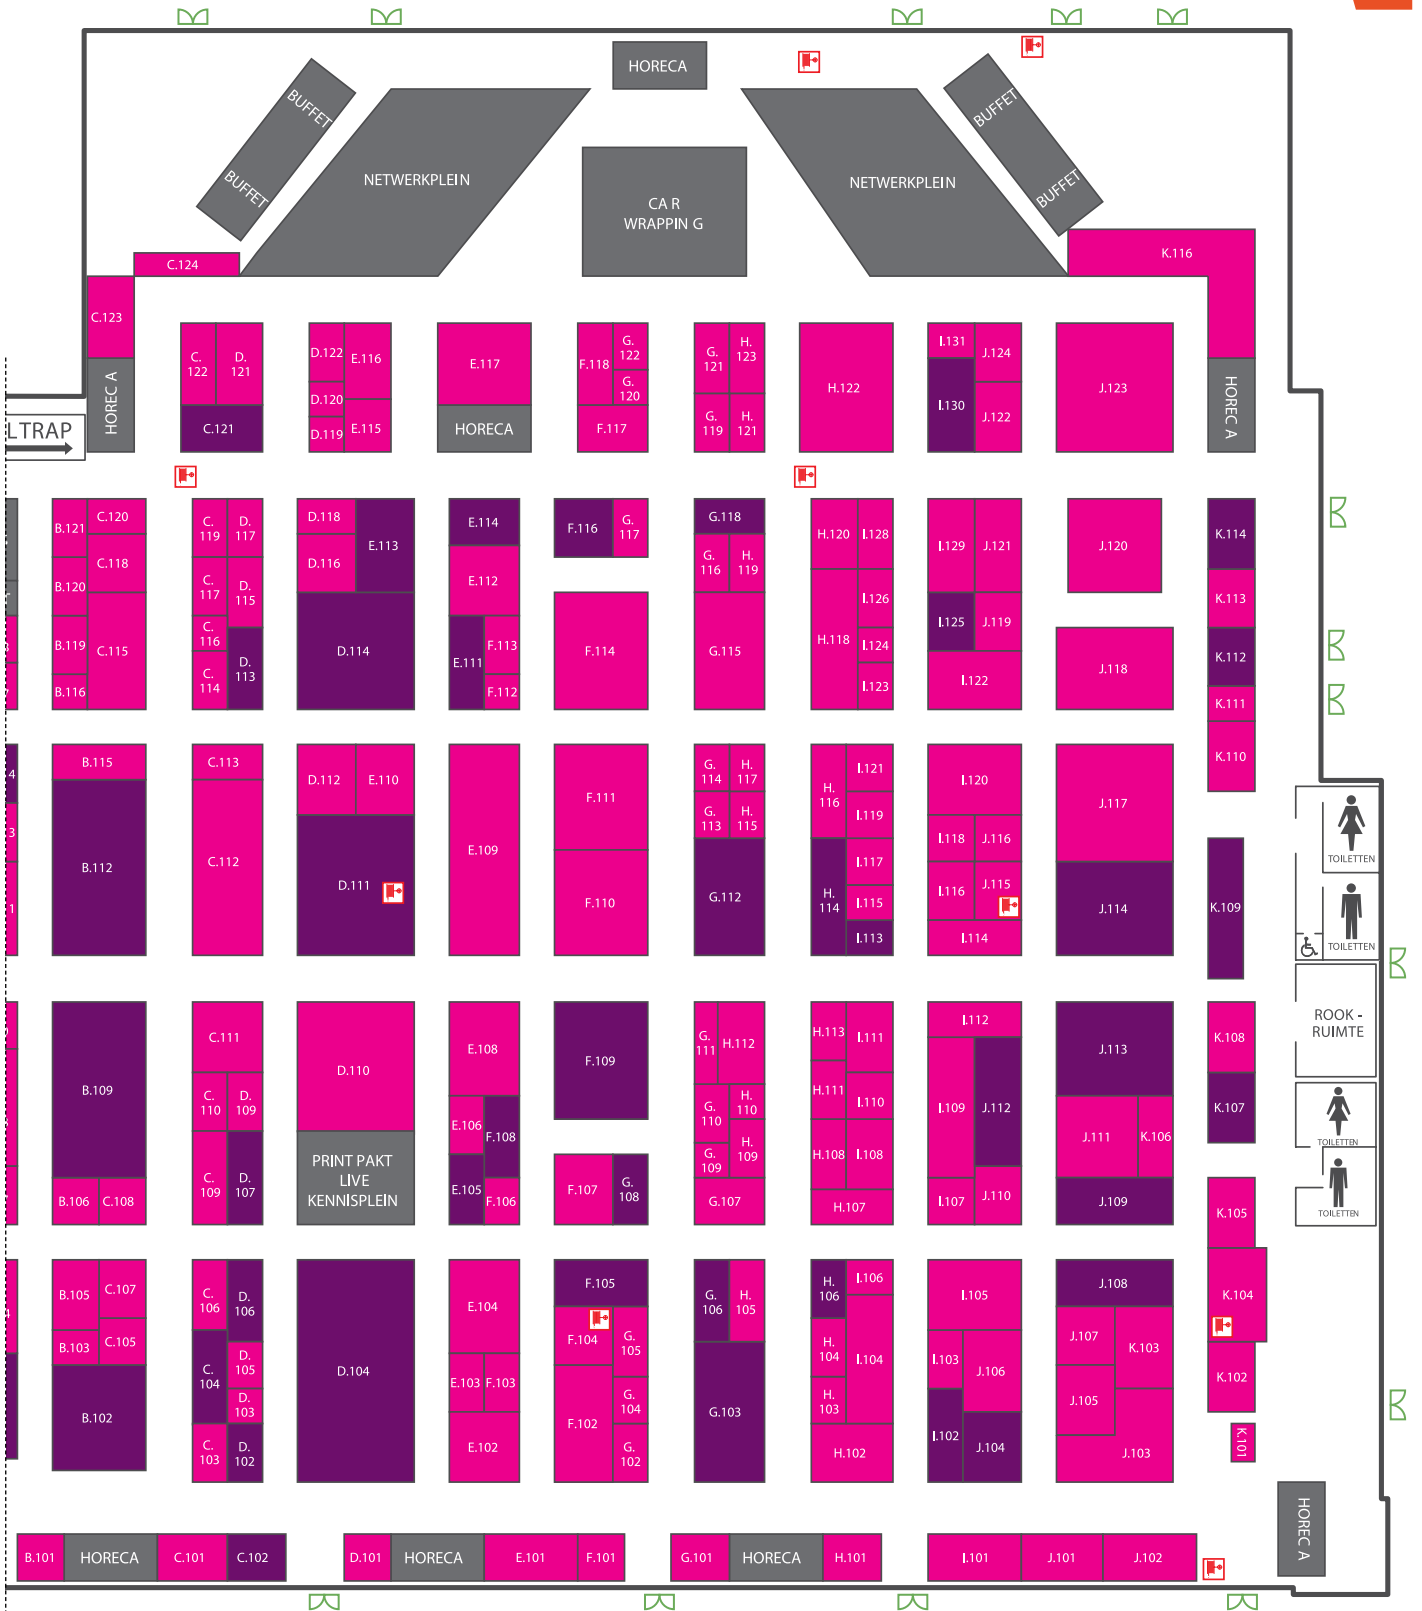 HORECA
BUFFET
BUFFET
NETWERKPLEIN
CA R
WRAPPIN G
NETWERKPLEIN
BUFFET
BUFFET
C.124
K.116
C.123
HOREC A
LTRAP
C.
122
D.
121
C.121
D.122
E.116
D.120
D.119
E.115
E.117
HORECA
F.118
G.
122
G.
120
F.117
G.
121
H.
123
G.
119
H.
121
H.122
I.131
J.124
I.130
J.122
J.123
HOREC A
B.121
C.120
C.118
B.120
B.119
C.115
B.116
C.
119
D.
117
C.
117
D.
115
C.
116
C.
114
D.
113
D.118
E.113
D.116
D.114
E.114
E.112
E.111
F.113
F.112
F.116
G.
117
F.114
G.118
G.
116
H.
119
G.115
H.120
I.128
I.126
H.118
I.124
I.123
I.129
J.121
I.125
J.119
I.122
J.120
J.118
K.114
K.113
K.112
K.111
K.110
4
3
1
B.115
B.112
C.113
C.112
D.112
E.110
D.111
E.109
F.111
F.110
G.
114
H.
117
G.
113
H.
115
G.112
H.
116
I.121
I.119
H.
114
I.117
I.115
I.113
I.120
I.118
J.116
I.116
J.115
I.114
J.117
J.114
K.109
TOILETTEN
TOILETTEN
ROOK -
RUIMTE
TOILETTEN
TOILETTEN
B.109
B.106
C.108
C.111
C.
110
D.
109
C.
109
D.
107
D.110
PRINT PAKT
LIVE
KENNISPLEIN
E.108
E.106
F.108
E.105
F.106
F.109
F.107
G.
108
G.
111
H.112
G.
110
H.
110
G.
109
H.
109
G.107
H.113
I.111
H.111
I.110
H.108
I.108
H.107
I.112
I.109
J.112
I.107
J.110
J.113
J.111
K.106
J.109
K.108
K.107
K.105
B.105
C.107
B.103
C.105
B.102
C.
106
D.
106
C.
104
D.
105
D.
103
C.
103
D.
102
D.104
E.104
E.103
F.103
E.102
F.105
F.104
G.
105
F.102
G.
104
G.
102
G.
106
H.
105
G.103
H.
106
I.106
H.
104
I.104
H.
103
H.102
I.105
I.103
J.106
I.102
J.104
J.108
J.107
K.103
J.105
J.103
K.104
K.102
K.101
HOREC A
B.101
HORECA
C.101
C.102
D.101
HORECA
E.101
F.101
G.101
HORECA
H.101
I.101
J.101
J.102